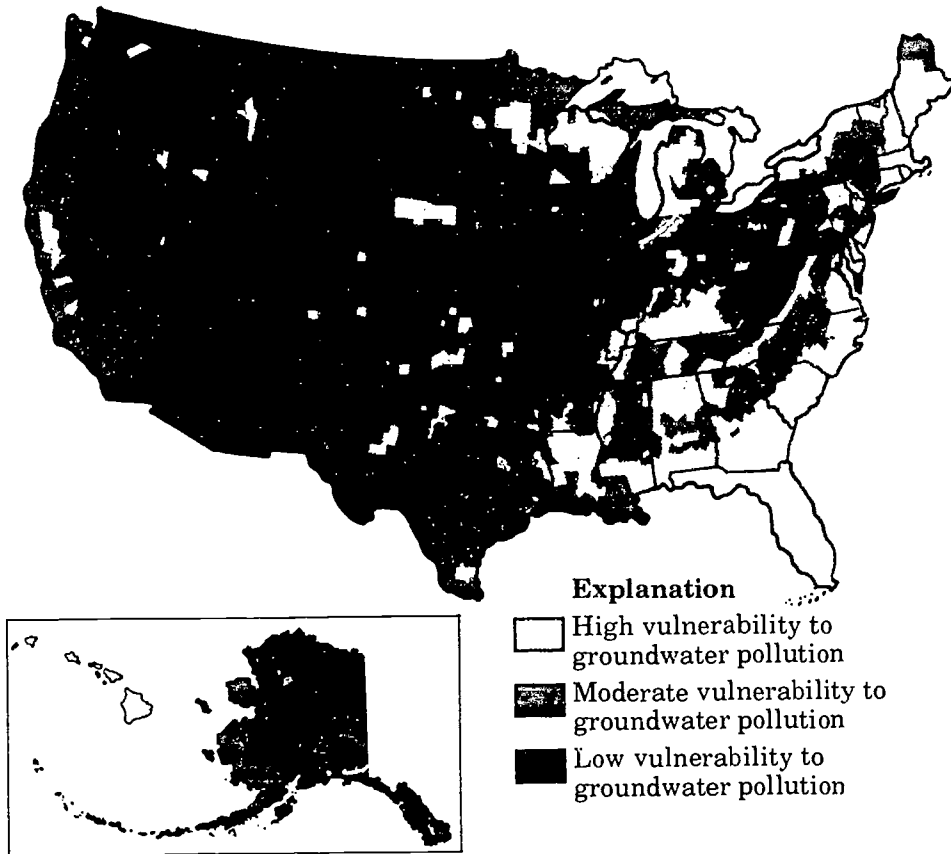 Explanation
High vulnerability to
groundwater pollution
Moderate vulnerability to
groundwater pollution
Low vulnerability to
groundwater pollution